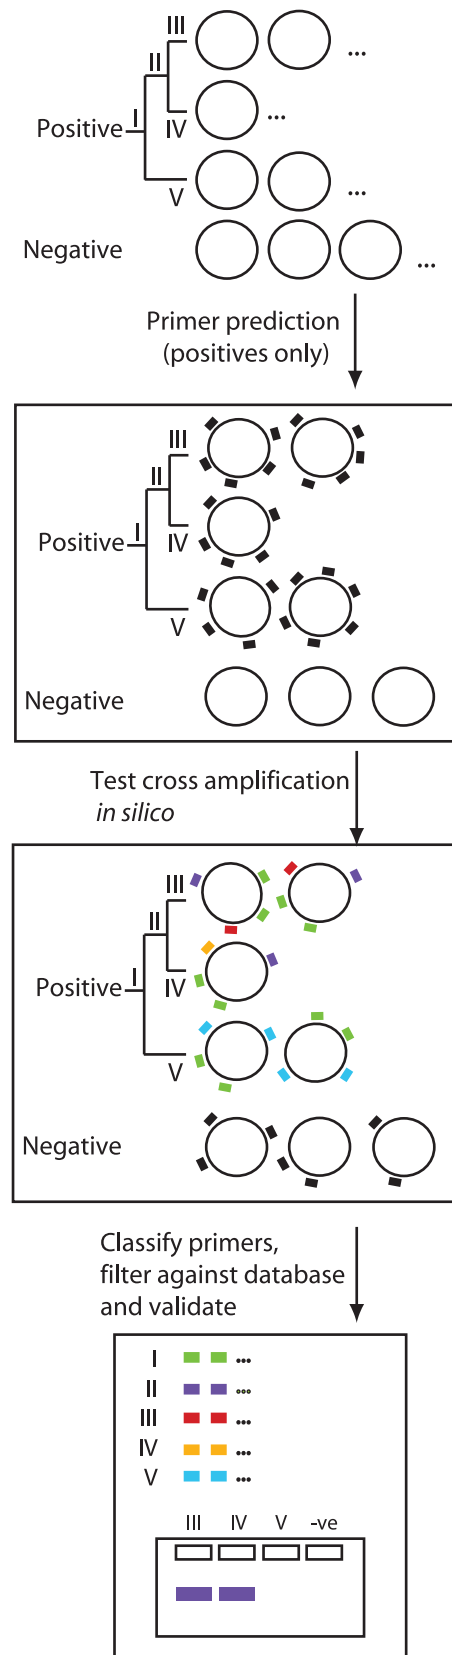 III
...
II
I
Positive
IV
...
V
...
Negative
...
Primer prediction
(positives only)
III
II
I
Positive
IV
V
Negative
Test cross amplification
in silico
III
II
I
Positive
IV
V
Negative
Classify primers,
filter against database
and validate
I ...
II ...
III ...
IV ...
V ...
III IV V -ve